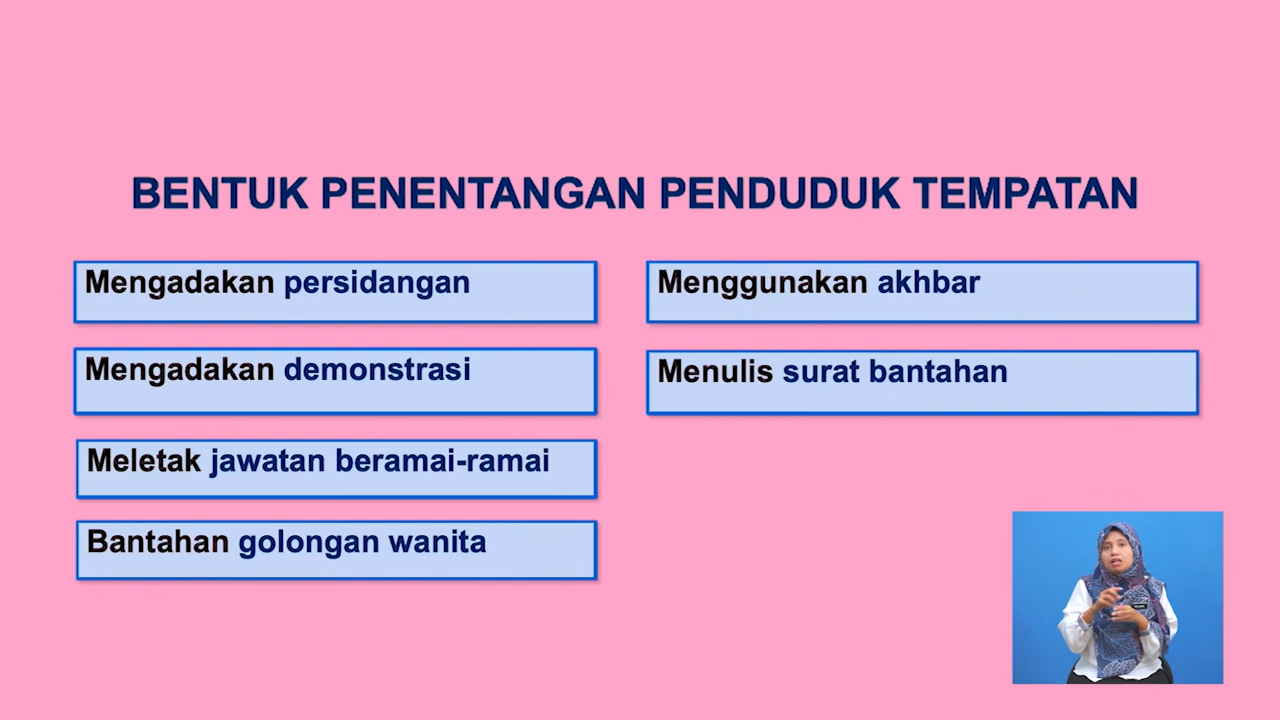 BENTUK PENENTANGAN PENDUDUK TEMPATAN
Mengadakan persidangan
Mengadakan demonstrasi
Meletak jawatan beramai-ramai
Bantahan golongan wanita
Menggunakan akhbar
Menulis surat bantahan